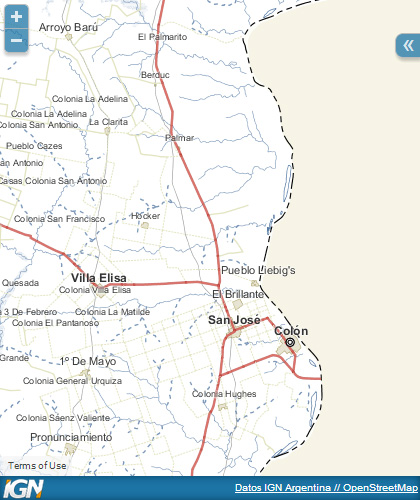 +
Arroyo Barú
−
El Palmarito
«
Berduc
Colonia La Adelina
Colonia La Adelina
La Clarita
Colonia San Antonio
Palmar
Pueblo Cazes
San Antonio
Casas Colonia San Antonio
Hocker
Colonia San Francisco
Pueblo Liebig's
Villa Elisa
Quesada
Colonia Villa Elisa
El Brillante
3 De Febrero
Colonia La Matilde
San José
Colonia El Pantanoso
Colón
Grande
1º De Mayo
Colonia General Urquiza
Colonia Hughes
Colonia Sáenz Valiente
Pronunciamiento
Terms of Use
IGN
Datos IGN Argentina // OpenStreetMap